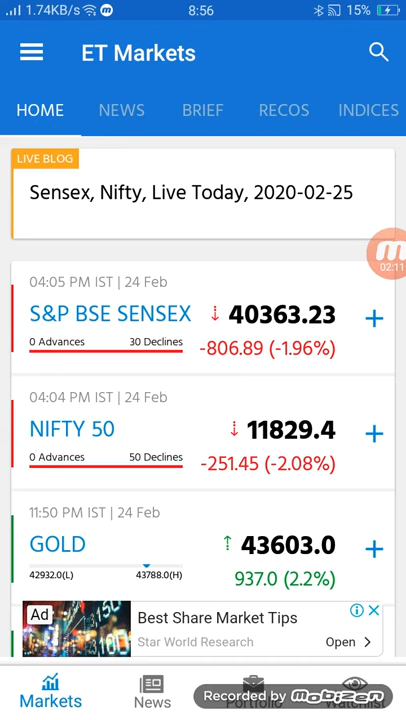 1.74KB/s 8:56 15%
ET Markets
HOME NEWS BRIEF RECOS INDICES
LIVE BLOG
Sensex, Nifty, Live Today, 2020-02-25
02:11
04:05 PM IST | 24 Feb
S&P BSE SENSEX 40363.23 +
0 Advances 30 Declines -806.89 (-1.96%)
04:04 PM IST | 24 Feb
NIFTY 50 11829.4 +
0 Advances 50 Declines -251.45 (-2.08%)
11:50 PM IST | 24 Feb
GOLD 43603.0 +
42932.0(L) 43788.0(H) 937.0 (2.2%)
Ad Best Share Market Tips
Star World Research Open >
Markets News Portfolio Watchlist
Recorded by MOBIZEN